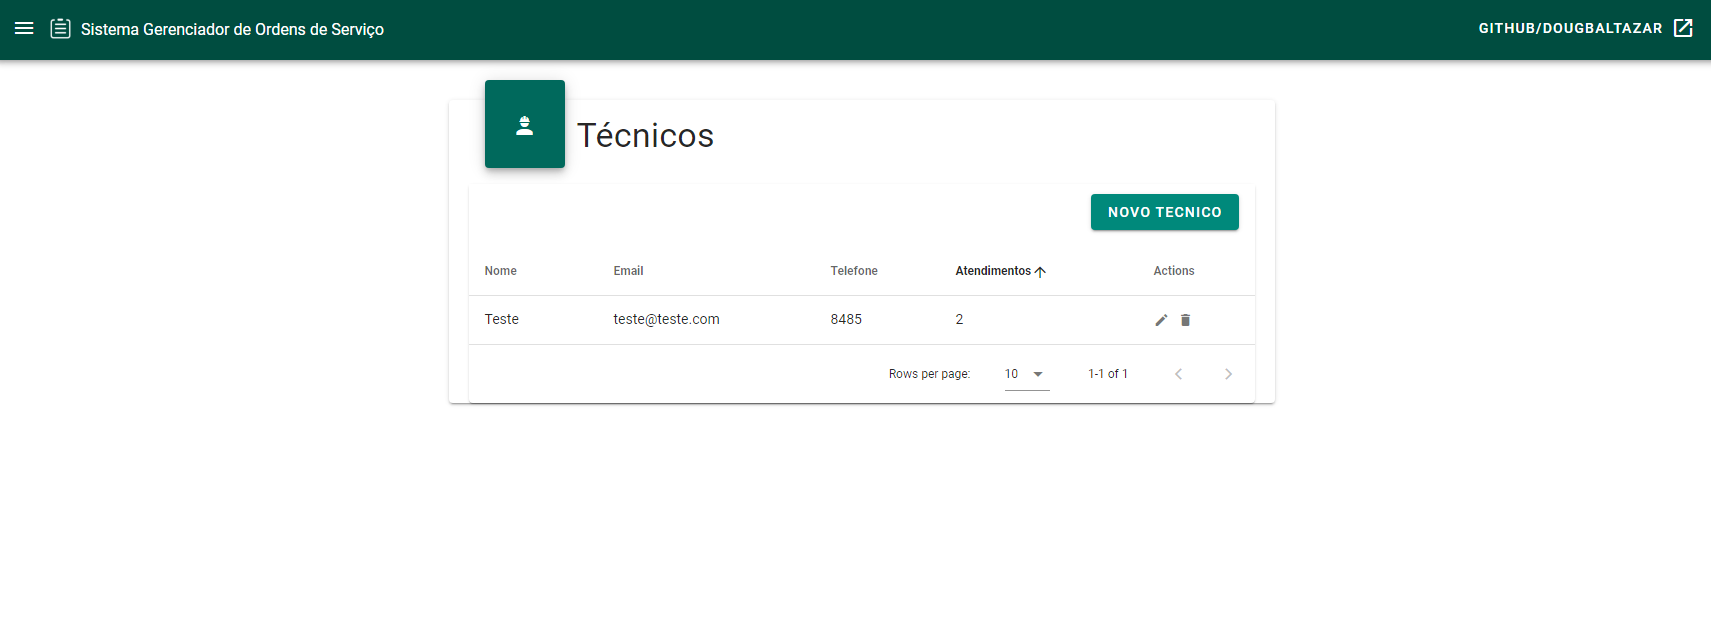 Sistema Gerenciador de Ordens de Serviço
GITHUB/DOUGBALTAZAR
Técnicos
NOVO TECNICO
Nome Email Telefone Atendimentos Actions
Teste teste@teste.com 8485 2
Rows per page: 10 1-1 of 1